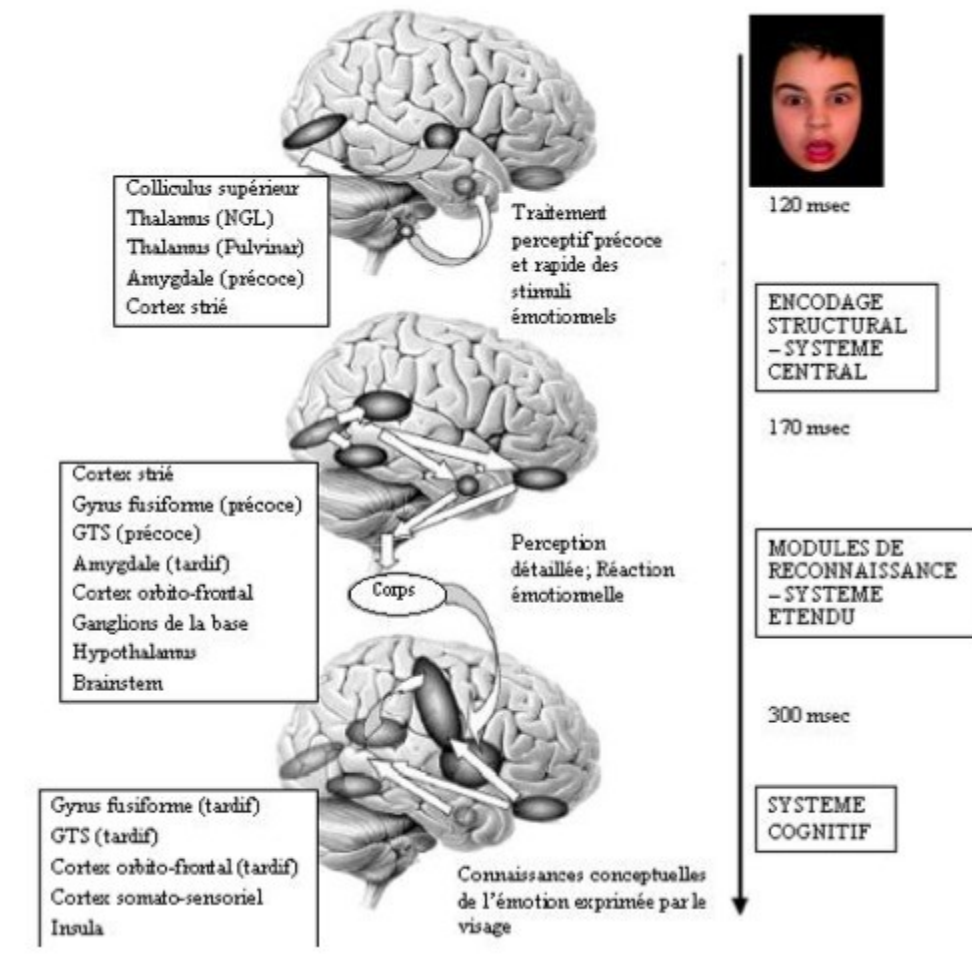 120 msec
Colliculus supérieur
Thalamus (NGL)
Thalamus (Pulvinar)
Amygdale (précoce)
Cortex strié
Traitement
perceptif précoce
et rapide des
stimuli
émotionnels
ENCODAGE
STRUCTURAL
– SYSTEME
CENTRAL
170 msec
Cortex strié
Gyrus fusiforme (précoce)
GTS (précoce)
Amygdale (tardif)
Cortex orbito-frontal
Ganglions de la base
Hypothalamus
Brainstem
Corps
Perception
détaillée; Réaction
émotionnelle
MODULES DE
RECONNAISSANCE
– SYSTEME
ETENDU
300 msec
Gyrus fusiforme (tardif)
GTS (tardif)
Cortex orbito-frontal (tardif)
Cortex somato-sensoriel
Insula
Connaissances conceptuelles
de l'émotion exprimée par le
visage
SYSTEME
COGNITIF